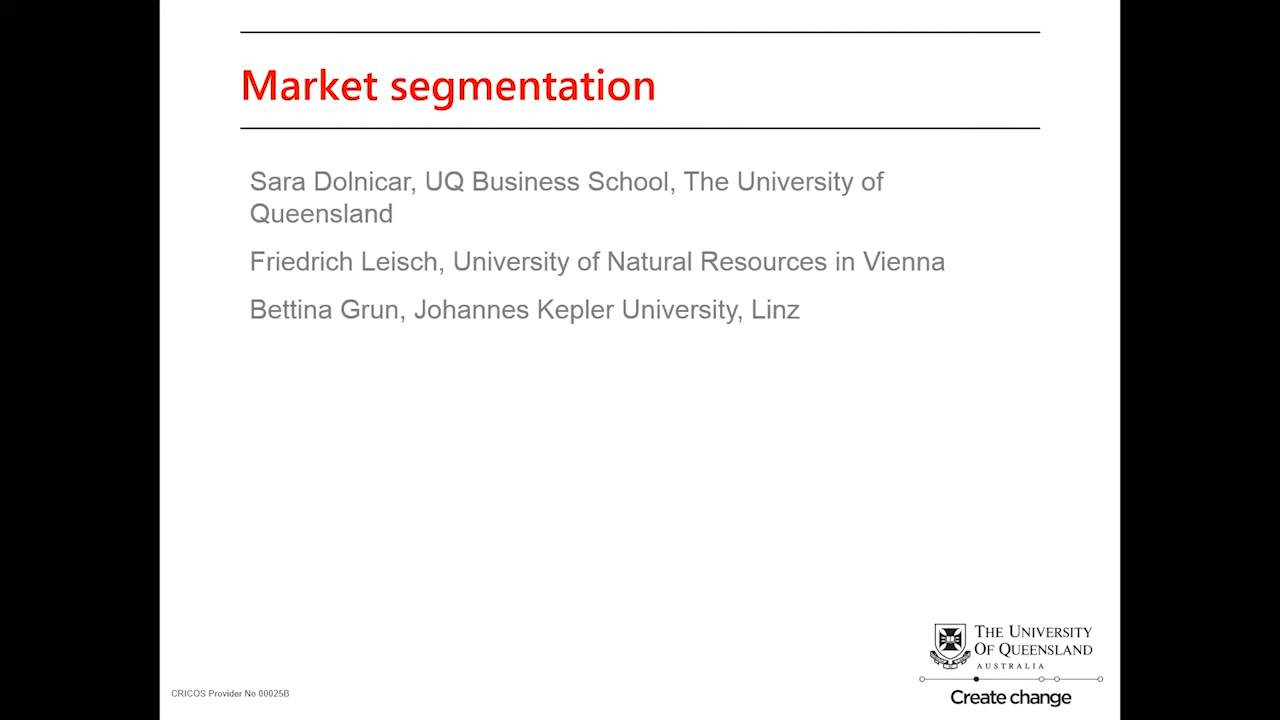 Market segmentation
Sara Dolnicar, UQ Business School, The University of
Queensland
Friedrich Leisch, University of Natural Resources in Vienna
Bettina Grun, Johannes Kepler University, Linz
THE UNIVERSITY
OF QUEENSLAND
AUSTRALIA
CRICOS Provider No 00025B
Create change